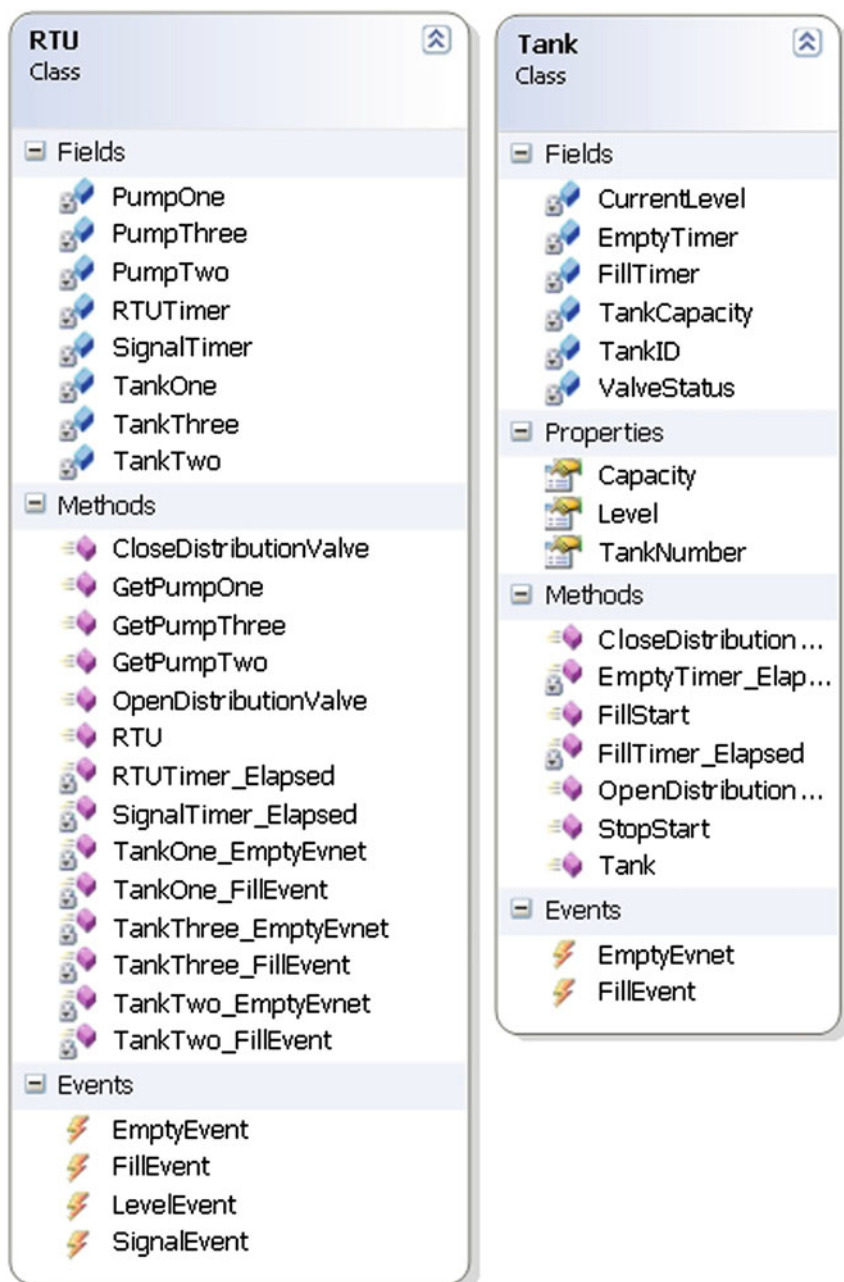 RTU
Class
Fields
PumpOne
PumpThree
PumpTwo
RTUTimer
SignalTimer
TankOne
TankThree
TankTwo
Methods
CloseDistributionValve
GetPumpOne
GetPumpThree
GetPumpTwo
OpenDistributionValve
RTU
RTUTimer_Elapsed
SignalTimer_Elapsed
TankOne_EmptyEvnet
TankOne_FillEvent
TankThree_EmptyEvnet
TankThree_FillEvent
TankTwo_EmptyEvnet
TankTwo_FillEvent
Events
EmptyEvent
FillEvent
LevelEvent
SignalEvent
Tank
Class
Fields
CurrentLevel
EmptyTimer
FillTimer
TankCapacity
TankID
ValveStatus
Properties
Capacity
Level
TankNumber
Methods
CloseDistribution ...
EmptyTimer_Elap...
FillStart
FillTimer_Elapsed
OpenDistribution ...
StopStart
Tank
Events
EmptyEvnet
FillEvent